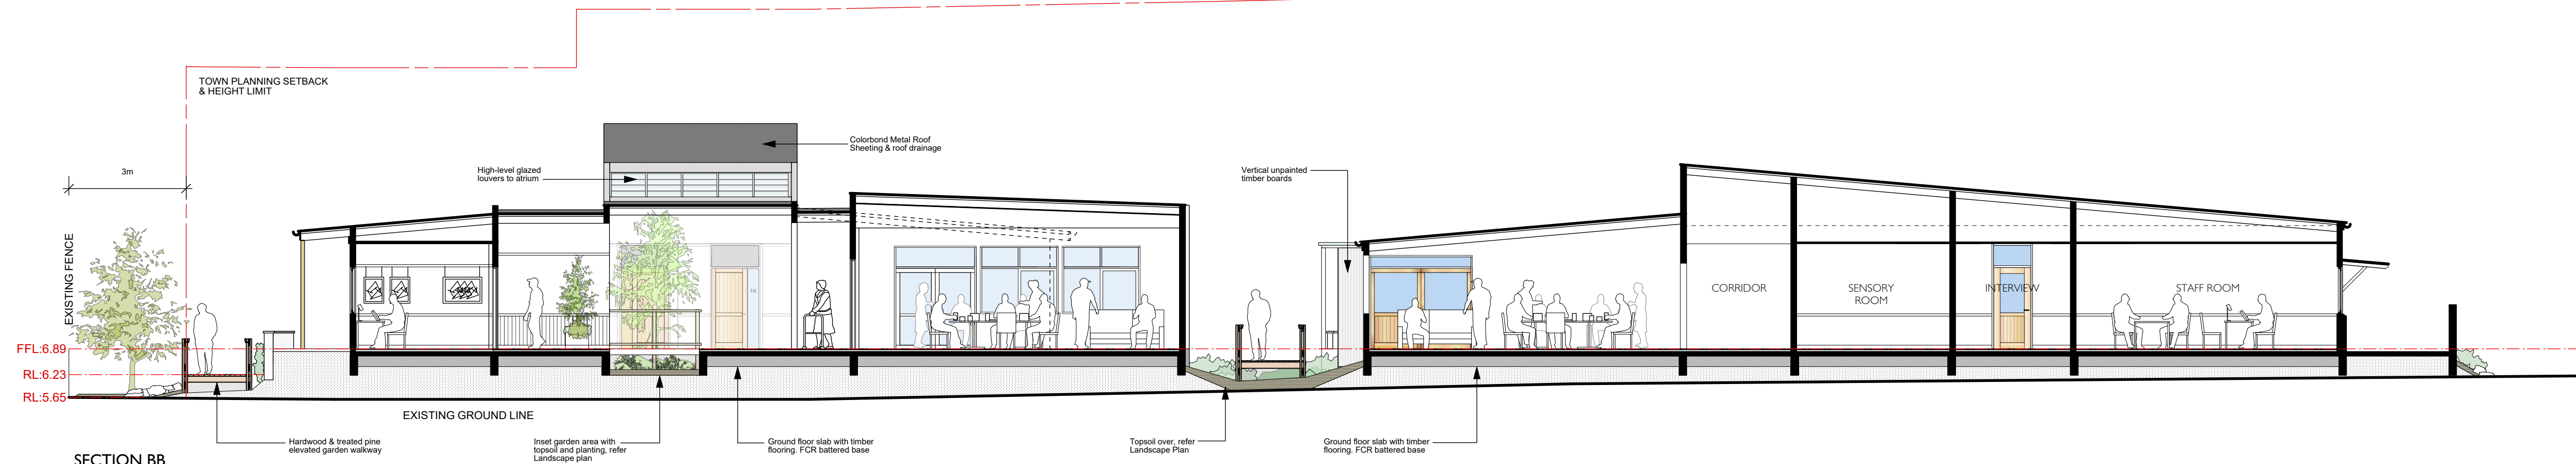 TOWN PLANNING SETBACK
& HEIGHT LIMIT
Colorbond Metal Roof
Sheeting & roof drainage
3m
High-level glazed
louvers to atrium
Vertical unpainted
timber boards
EXISTING FENCE
CORRIDOR
SENSORY
ROOM
INTERVIEW
STAFF ROOM
14
FFL:6.89
RL:6.23
RL:5.65
EXISTING GROUND LINE
Hardwood & treated pine
elevated garden walkway
Inset garden area with
topsoil and planting, refer
Landscape plan
Ground floor slab with timber
flooring. FCR battered base
Topsoil over, refer
Landscape Plan
Ground floor slab with timber
flooring. FCR battered base
SECTION BB